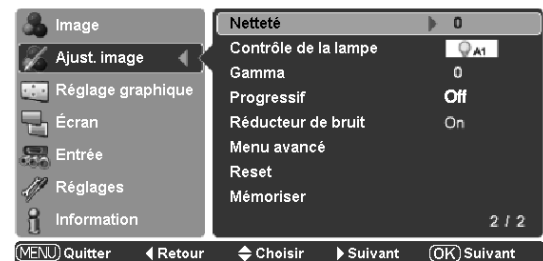 Image
Ajust. image
Réglage graphique
Écran
Entrée
Réglages
Information
Netteté 0
Contrôle de la lampe A1
Gamma 0
Progressif Off
Réducteur de bruit On
Menu avancé
Reset
Mémoriser
2 / 2
MENU Quitter Retour Choisir Suivant OK Suivant